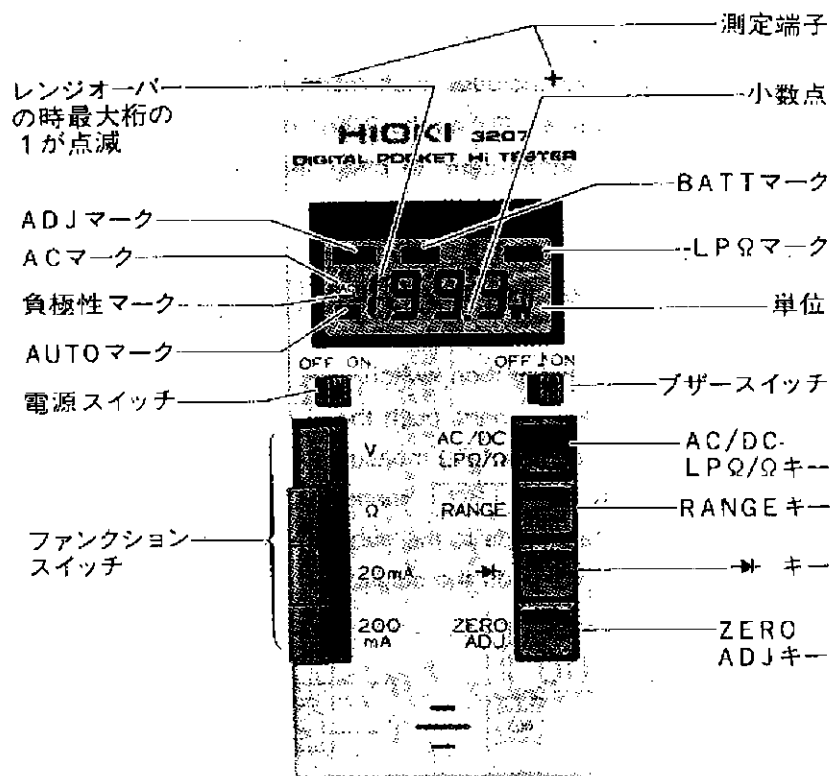 測定端子
− +
レンジオーバー
の時最大桁の
1が点滅
小数点
HIOKI 3207
DIGITAL POCKET Hi TESTER
BATTマーク
ADJマーク
ACマーク
LPΩマーク
負極性マーク
単位
AUTOマーク
1999
OFF ON
OFF ♪ ON
電源スイッチ
ブザースイッチ
V
AC/DC
LPΩ/Ω
AC/DC
LPΩ/Ωキー
Ω
RANGE
RANGEキー
ファンクション
スイッチ
20mA
キー
200
mA
ZERO
ADJ
ZERO
ADJキー